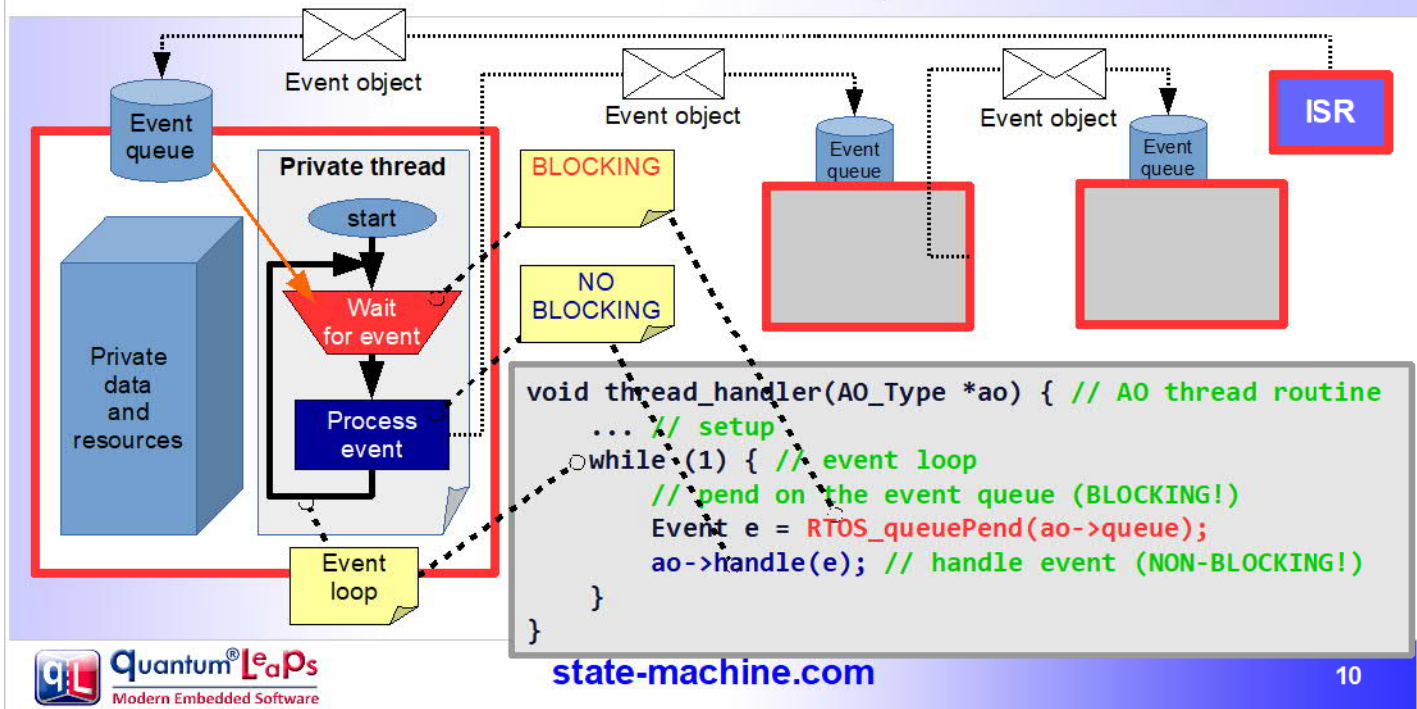 Event object
Event object
Event object
ISR
Event
queue
Event
queue
Event
queue
Private thread
start
Wait
for event
Process
event
Private
data
and
resources
BLOCKING
NO
BLOCKING
Event
loop
void thread_handler(AO_Type *ao) { // AO thread routine
... // setup
while (1) { // event loop
// pend on the event queue (BLOCKING!)
Event e = RTOS_queuePend(ao->queue);
ao->handle(e); // handle event (NON-BLOCKING!)
}
}
qL
Quantum® LeaPs
Modern Embedded Software
state-machine.com
10